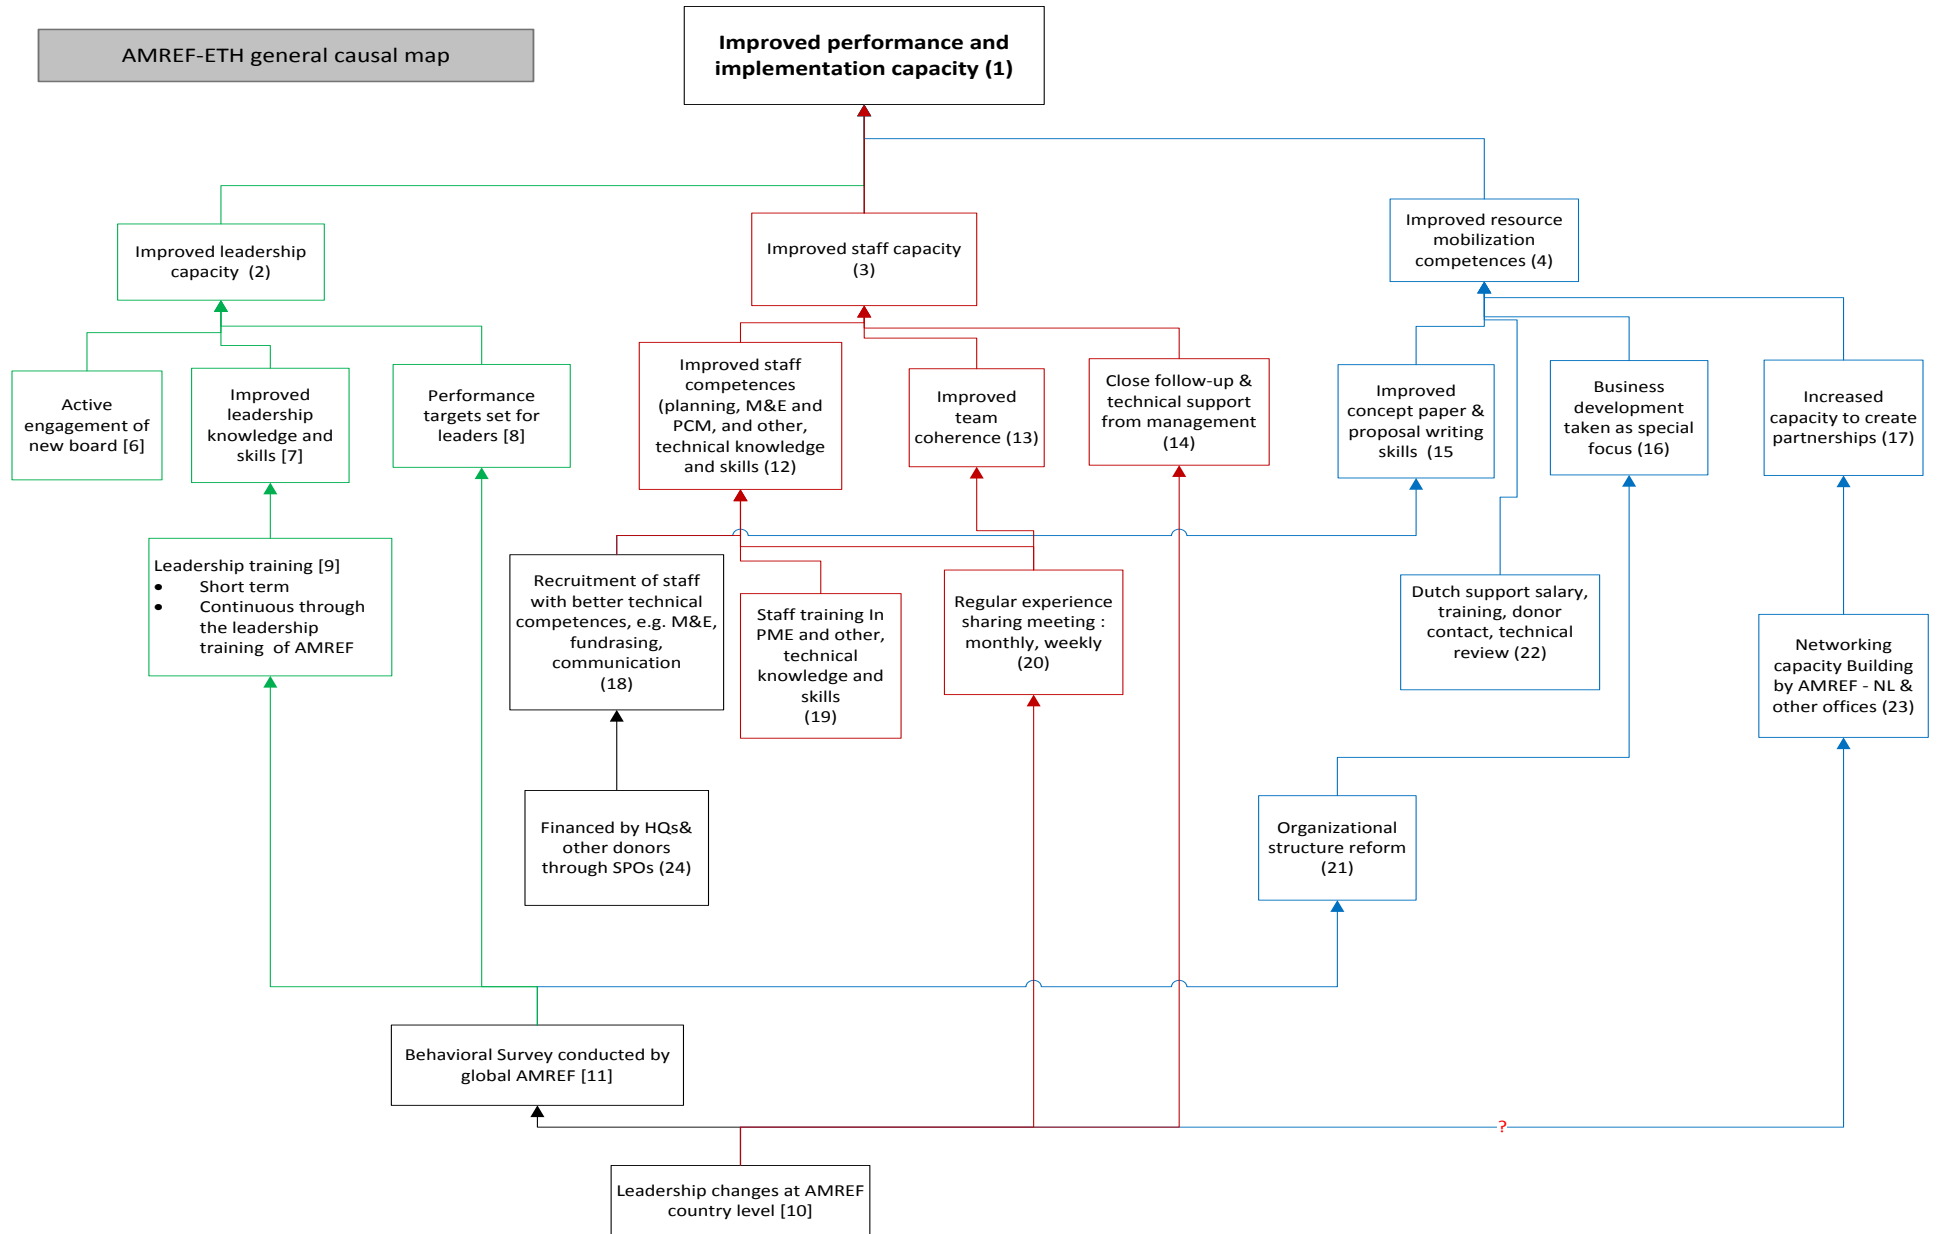 AMREF-ETH general causal map
Improved performance and
implementation capacity (1)
Improved leadership
capacity (2)
Improved staff capacity
(3)
Improved resource
mobilization
competences (4)
Active
engagement of
new board [6]
Improved
leadership
knowledge and
skills [7]
Performance
targets set for
leaders [8]
Improved staff
competences
(planning, M&E and
PCM, and other,
technical knowledge
and skills (12)
Improved
team
coherence (13)
Close follow-up &
technical support
from management
(14)
Improved
concept paper &
proposal writing
skills (15
Business
development
taken as special
focus (16)
Increased
capacity to create
partnerships (17)
Leadership training [9]
• Short term
• Continuous through
the leadership
training of AMREF
Recruitment of staff
with better technical
competences, e.g. M&E,
fundrasing,
communication
(18)
Staff training In
PME and other,
technical
knowledge and
skills
(19)
Regular experience
sharing meeting :
monthly, weekly
(20)
Dutch support salary,
training, donor
contact, technical
review (22)
Networking
capacity Building
by AMREF - NL &
other offices (23)
Financed by HQs&
other donors
through SPOs (24)
Organizational
structure reform
(21)
Behavioral Survey conducted by
global AMREF [11]
?
Leadership changes at AMREF
country level [10]